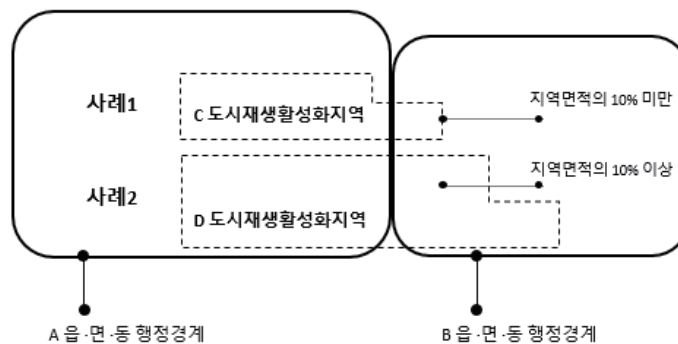 사례1
C 도시재생활성화지역
지역면적의 10% 미만
사례2
D 도시재생활성화지역
지역면적의 10% 이상
A 읍·면·동 행정경계
B 읍·면·동 행정경계